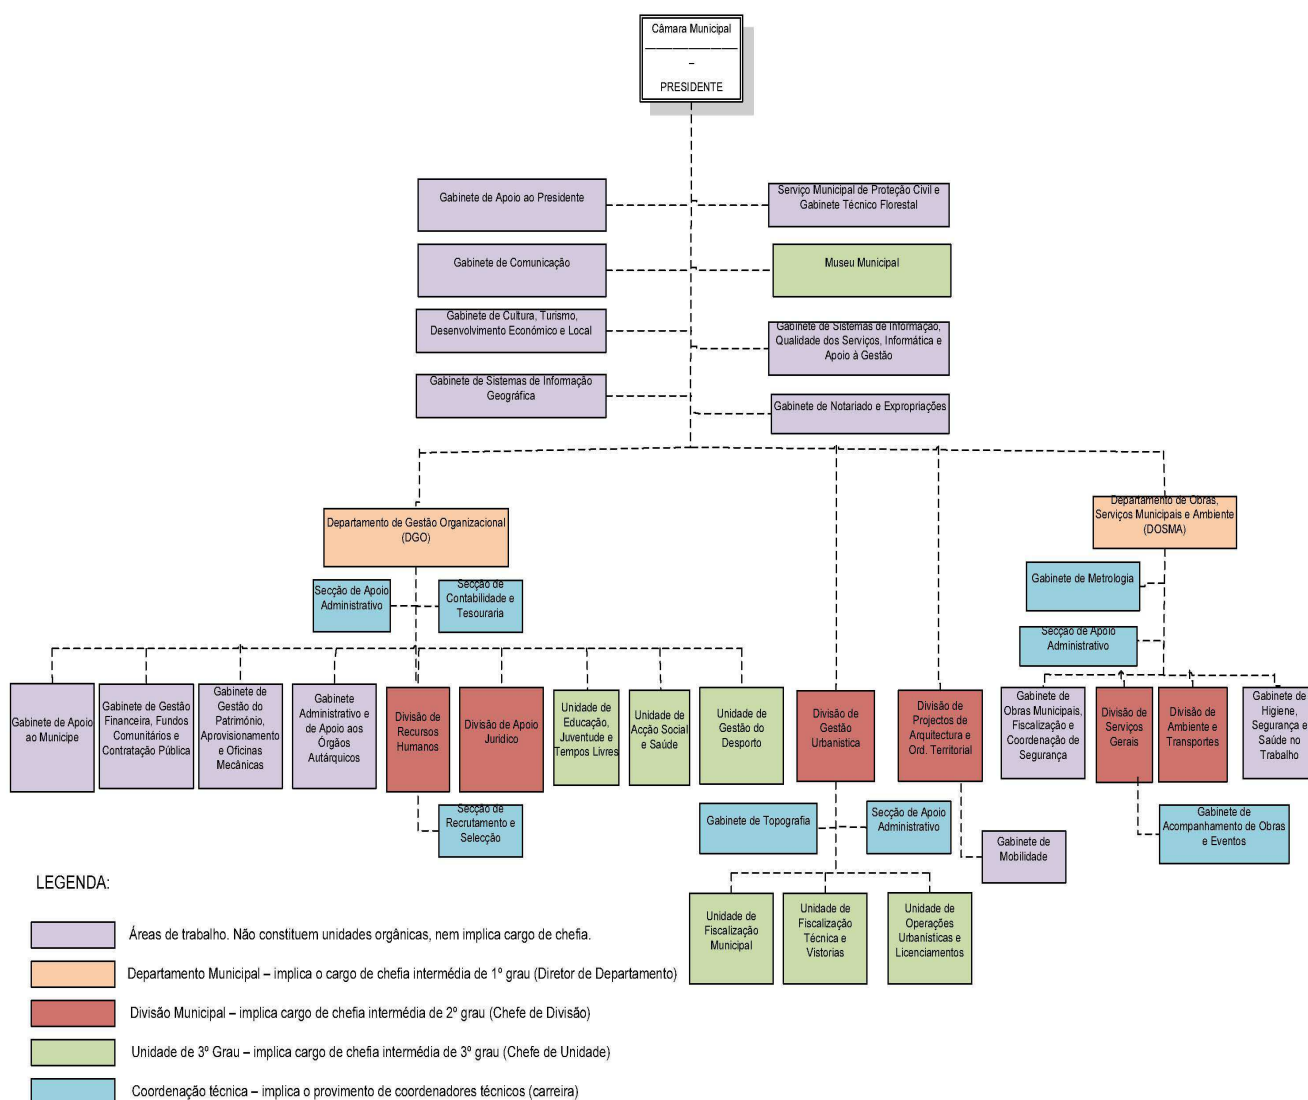 Câmara Municipal
___________________
_
PRESIDENTE
Gabinete de Apoio ao Presidente
Serviço Municipal de Proteção Civil e
Gabinete Técnico Florestal
Gabinete de Comunicação
Museu Municipal
Gabinete de Cultura, Turismo,
Desenvolvimento Económico e Local
Gabinete de Sistemas de Informação,
Qualidade dos Serviços, Informática e
Apoio à Gestão
Gabinete de Sistemas de Informação
Geográfica
Gabinete de Notariado e Expropriações
Departamento de Gestão Organizacional
(DGO)
Departamento de Obras,
Serviços Municipais e Ambiente
(DOSMA)
Secção de Apoio
Administrativo
Secção de
Contabilidade e
Tesouraria
Gabinete de Metrologia
Secção de Apoio
Administrativo
Gabinete de Apoio
ao Municipe
Gabinete de Gestão
Financeira, Fundos
Comunitários e
Contratação Pública
Gabinete de
Gestão do
Património,
Aprovisionamento
e Oficinas
Mecânicas
Gabinete
Administrativo e
de Apoio aos
Órgãos
Autárquicos
Divisão de
Recursos
Humanos
Divisão de Apoio
Jurídico
Unidade de
Educação,
Juventude e
Tempos Livres
Unidade de
Acção Social
e Saúde
Unidade de
Gestão do
Desporto
Divisão de
Gestão
Urbanistica
Divisão de
Projectos de
Arquitectura e
Ord. Territorial
Gabinete de
Obras Municipais,
Fiscalização e
Coordenação de
Segurança
Divisão de
Serviços
Gerais
Divisão de
Ambiente e
Transportes
Gabinete de
Higiene,
Segurança e
Saúde no
Trabalho
Secção de
Recrutamento e
Selecção
Gabinete de Topografia
Secção de Apoio
Administrativo
Gabinete de
Mobilidade
Gabinete de
Acompanhamento de Obras
e Eventos
Unidade de
Fiscalização
Municipal
Unidade de
Fiscalização
Técnica e
Vistorias
Unidade de
Operações
Urbanísticas e
Licenciamentos
LEGENDA:
Áreas de trabalho. Não constituem unidades orgânicas, nem implica cargo de chefia.
Departamento Municipal – implica o cargo de chefia intermédia de 1º grau (Diretor de Departamento)
Divisão Municipal – implica cargo de chefia intermédia de 2º grau (Chefe de Divisão)
Unidade de 3º Grau – implica cargo de chefia intermédia de 3º grau (Chefe de Unidade)
Coordenação técnica – implica o provimento de coordenadores técnicos (carreira)